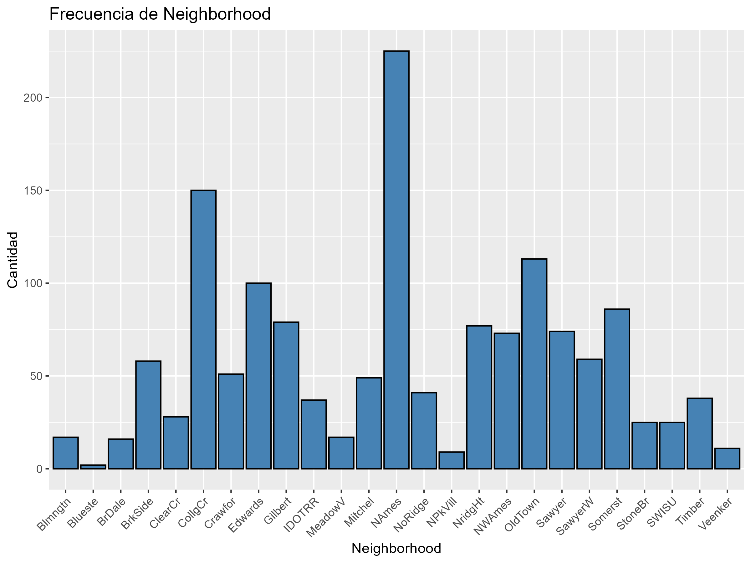 Frecuencia de Neighborhood
Cantidad
200
150
100
50
0
Blmngtn
Blueste
BrDale
BrkSide
ClearCr
CollgCr
Crawfor
Edwards
Gilbert
IDOTRR
MeadowV
Mitchel
NAmes
NoRidge
NPkVill
NridgHt
NWAmes
OldTown
Sawyer
SawyerW
Somerst
StoneBr
SWISU
Timber
Veenker
Neighborhood